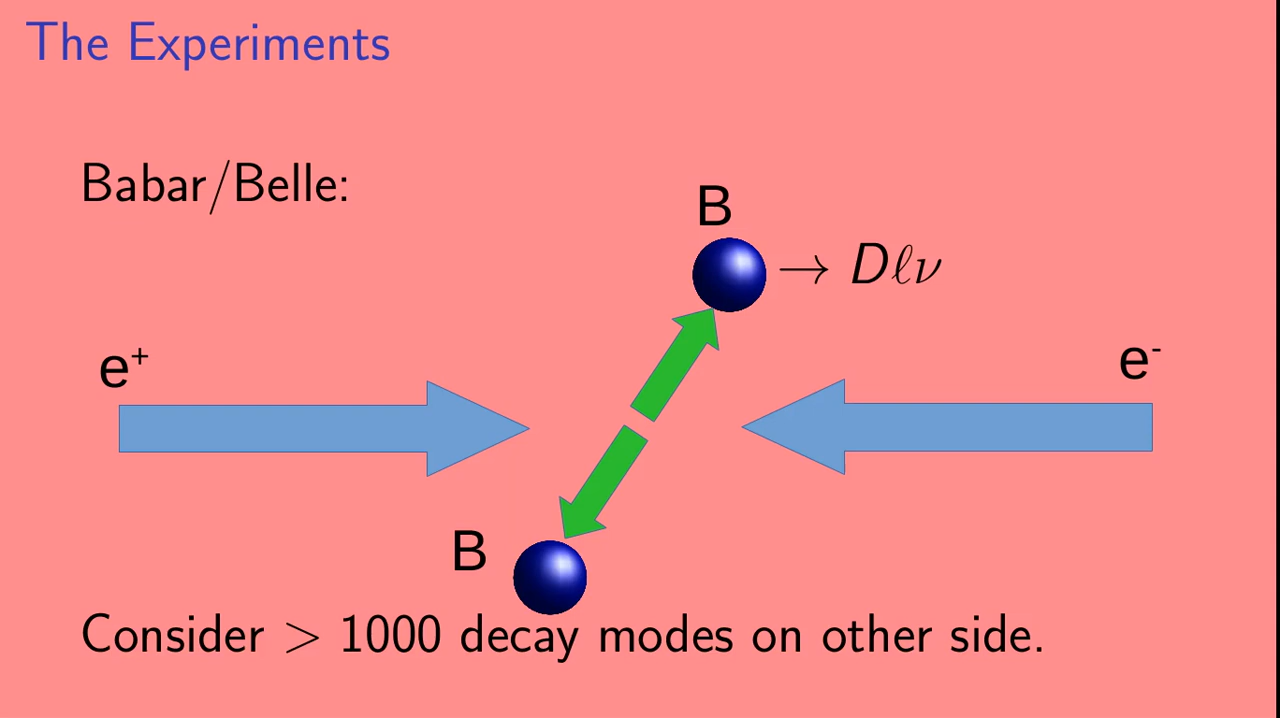 The Experiments
Babar/Belle:
B
→ Dℓν
e⁺
e⁻
B
Consider > 1000 decay modes on other side.